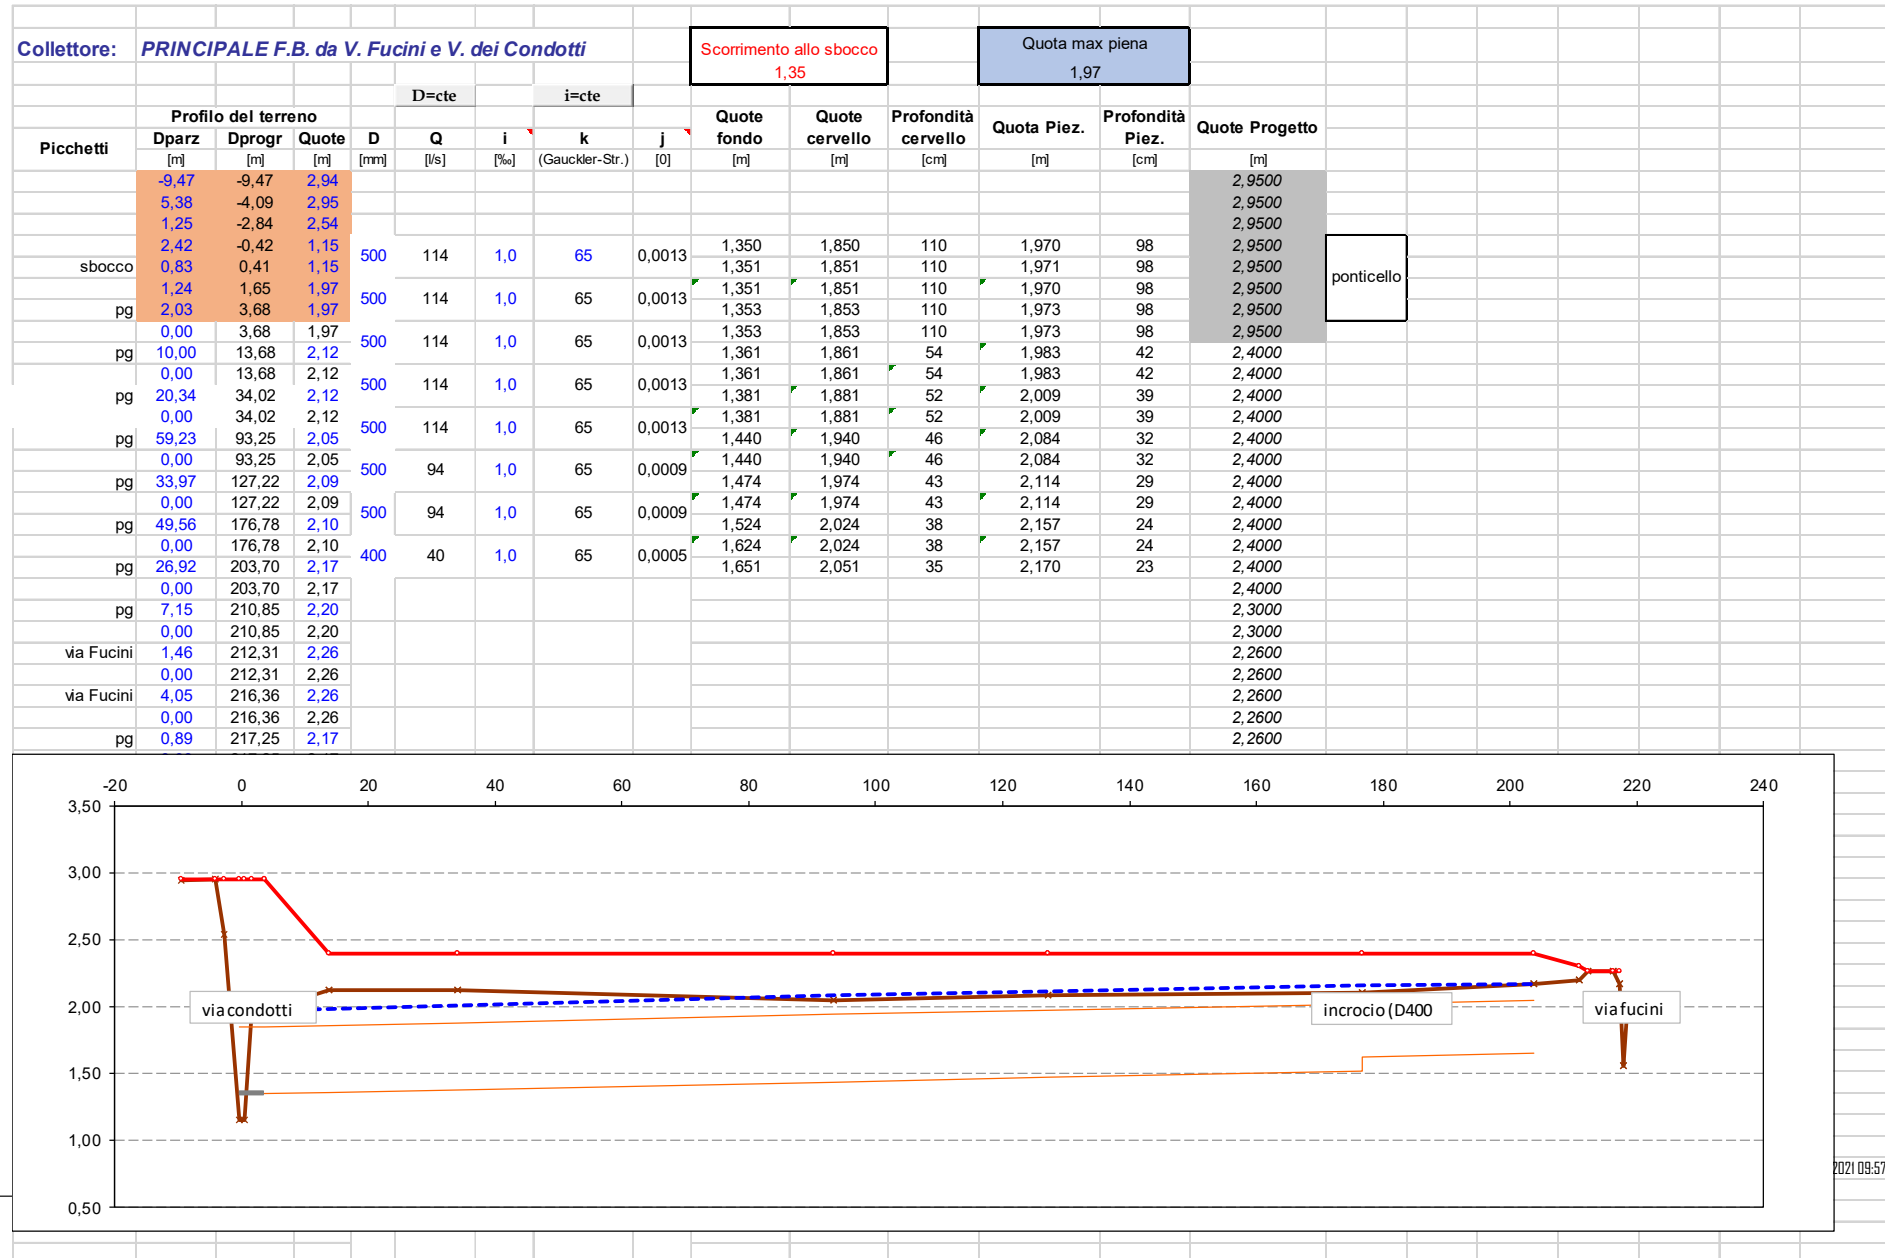 Collettore: PRINCIPALE F.B. da V. Fucini e V. dei Condotti
Scorrimento allo sbocco
1,35
Quota max piena
1,97
D=cte i=cte
Profilo del terreno
Picchetti Dparz Dprogr Quote D Q i k j Quote fondo Quote cervello Profondità cervello Quota Piez. Profondità Piez. Quote Progetto
[m] [m] [m] [mm] [l/s] [‰] (Gauckler-Str.) [0] [m] [m] [cm] [m] [cm] [m]
-9,47 -9,47 2,94 2,9500
5,38 -4,09 2,95 2,9500
1,25 -2,84 2,54 2,9500
2,42 -0,42 1,15 500 114 1,0 65 0,0013 1,350 1,850 110 1,970 98 2,9500
sbocco 0,83 0,41 1,15 1,351 1,851 110 1,971 98 2,9500
ponticello
1,24 1,65 1,97 500 114 1,0 65 0,0013 1,351 1,851 110 1,970 98 2,9500
pg 2,03 3,68 1,97 1,353 1,853 110 1,973 98 2,9500
0,00 3,68 1,97 500 114 1,0 65 0,0013 1,353 1,853 110 1,973 98 2,9500
pg 10,00 13,68 2,12 1,361 1,861 54 1,983 42 2,4000
0,00 13,68 2,12 500 114 1,0 65 0,0013 1,361 1,861 54 1,983 42 2,4000
pg 20,34 34,02 2,12 1,381 1,881 52 2,009 39 2,4000
0,00 34,02 2,12 500 114 1,0 65 0,0013 1,381 1,881 52 2,009 39 2,4000
pg 59,23 93,25 2,05 1,440 1,940 46 2,084 32 2,4000
0,00 93,25 2,05 500 94 1,0 65 0,0009 1,440 1,940 46 2,084 32 2,4000
pg 33,97 127,22 2,09 1,474 1,974 43 2,114 29 2,4000
0,00 127,22 2,09 500 94 1,0 65 0,0009 1,474 1,974 43 2,114 29 2,4000
pg 49,56 176,78 2,10 1,524 2,024 38 2,157 24 2,4000
0,00 176,78 2,10 400 40 1,0 65 0,0005 1,624 2,024 38 2,157 24 2,4000
pg 26,92 203,70 2,17 1,651 2,051 35 2,170 23 2,4000
0,00 203,70 2,17 2,4000
pg 7,15 210,85 2,20 2,3000
0,00 210,85 2,20 2,3000
via Fucini 1,46 212,31 2,26 2,2600
0,00 212,31 2,26 2,2600
via Fucini 4,05 216,36 2,26 2,2600
0,00 216,36 2,26 2,2600
pg 0,89 217,25 2,17 2,2600
-20 0 20 40 60 80 100 120 140 160 180 200 220 240
3,50
3,00
2,50
2,00
1,50
1,00
0,50
via condotti
incrocio (D400
via fucini
2021 09:57